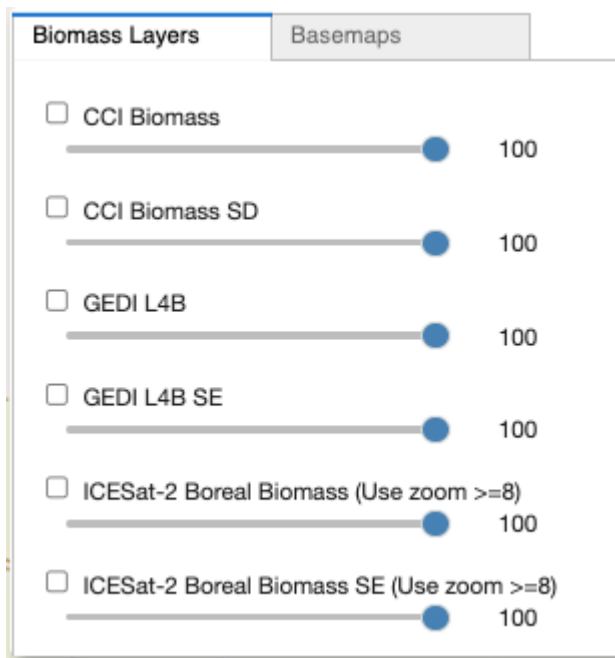 Biomass Layers
Basemaps
CCI Biomass
100
CCI Biomass SD
100
GEDI L4B
100
GEDI L4B SE
100
ICESat-2 Boreal Biomass (Use zoom >=8)
100
ICESat-2 Boreal Biomass SE (Use zoom >=8)
100